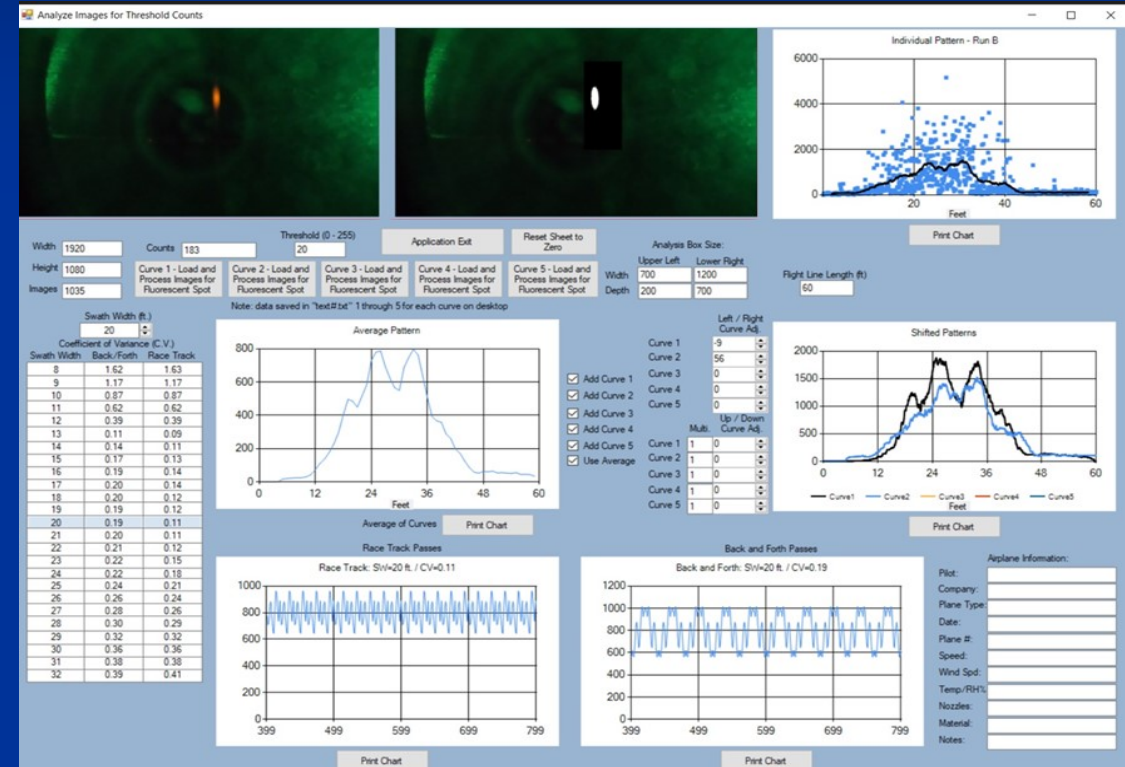 Analyze Images for Threshold Counts
Individual Pattern - Run B
6000
4000
2000
0
20 40 60
Feet
Print Chart
Width 1920
Height 1080
Images 1035
Counts 183
Threshold (0 - 255)
20
Application Exit
Reset Sheet to Zero
Curve 1 - Load and Process Images for Fluorescent Spot
Curve 2 - Load and Process Images for Fluorescent Spot
Curve 3 - Load and Process Images for Fluorescent Spot
Curve 4 - Load and Process Images for Fluorescent Spot
Curve 5 - Load and Process Images for Fluorescent Spot
Note: data saved in "text#.txt" 1 through 5 for each curve on desktop
Analysis Box Size:
Upper Left Lower Right
Width 700 1200
Depth 200 700
Flight Line Length (ft)
60
Swath Width (ft.)
20
Coefficient of Variance (C.V.)
Swath Width Back/Forth Race Track
8 1.62 1.63
9 1.17 1.17
10 0.87 0.87
11 0.62 0.62
12 0.39 0.39
13 0.11 0.09
14 0.14 0.11
15 0.17 0.13
16 0.19 0.14
17 0.20 0.14
18 0.20 0.12
19 0.19 0.12
20 0.19 0.11
21 0.20 0.11
22 0.21 0.12
23 0.22 0.15
24 0.22 0.18
25 0.24 0.21
26 0.26 0.24
27 0.28 0.26
28 0.30 0.29
29 0.32 0.32
30 0.36 0.36
31 0.38 0.38
32 0.39 0.41
Average Pattern
800
600
400
200
0
0 12 24 36 48 60
Feet
Average of Curves
Print Chart
Add Curve 1
Add Curve 2
Add Curve 3
Add Curve 4
Add Curve 5
Use Average
Left / Right
Curve Adj.
Curve 1 -9
Curve 2 56
Curve 3 0
Curve 4 0
Curve 5 0
Up / Down
Multi. Curve Adj.
Curve 1 1 0
Curve 2 1 0
Curve 3 1 0
Curve 4 1 0
Curve 5 1 0
Shifted Patterns
2000
1500
1000
500
0
0 12 24 36 48 60
Curve1 Curve2 Curve3 Curve4 Curve5
Feet
Print Chart
Race Track Passes
Race Track: SW=20 ft. / CV=0.11
1000
800
600
400
200
0
399 499 599 699 799
Print Chart
Back and Forth Passes
Back and Forth: SW=20 ft. / CV=0.19
1200
1000
800
600
400
200
0
399 499 599 699 799
Print Chart
Airplane Information:
Pilot:
Company:
Plane Type:
Date:
Plane #:
Speed:
Wind Spd:
Temp/RH%
Nozzles:
Material:
Notes: